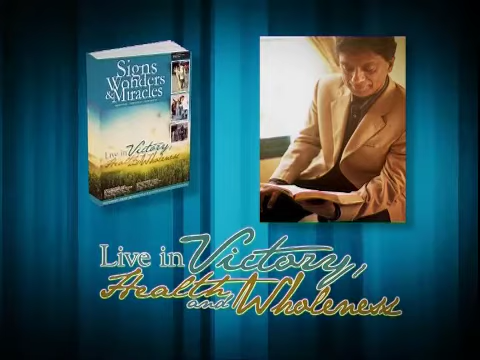 Signs
Wonders
& Miracles
Live in Victory,
Health & Wholeness
Live in Victory,
Health
and Wholeness